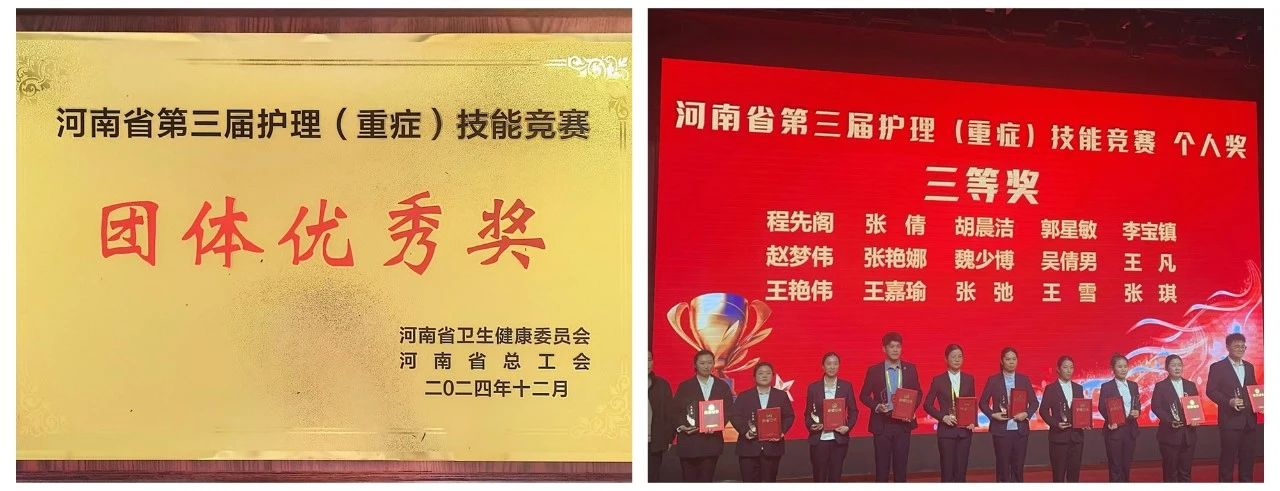 河南省第三届护理（重症）技能竞赛
团体优秀奖
河南省卫生健康委员会
河南省总工会
二〇二四年十二月
河南省第三届护理（重症）技能竞赛 个人奖
三等奖
程先阁 张倩 胡晨洁 郭星敏 李宝镇
赵梦伟 张艳娜 魏少博 吴倩男 王凡
王艳伟 王嘉瑜 张弛 王雪 张琪